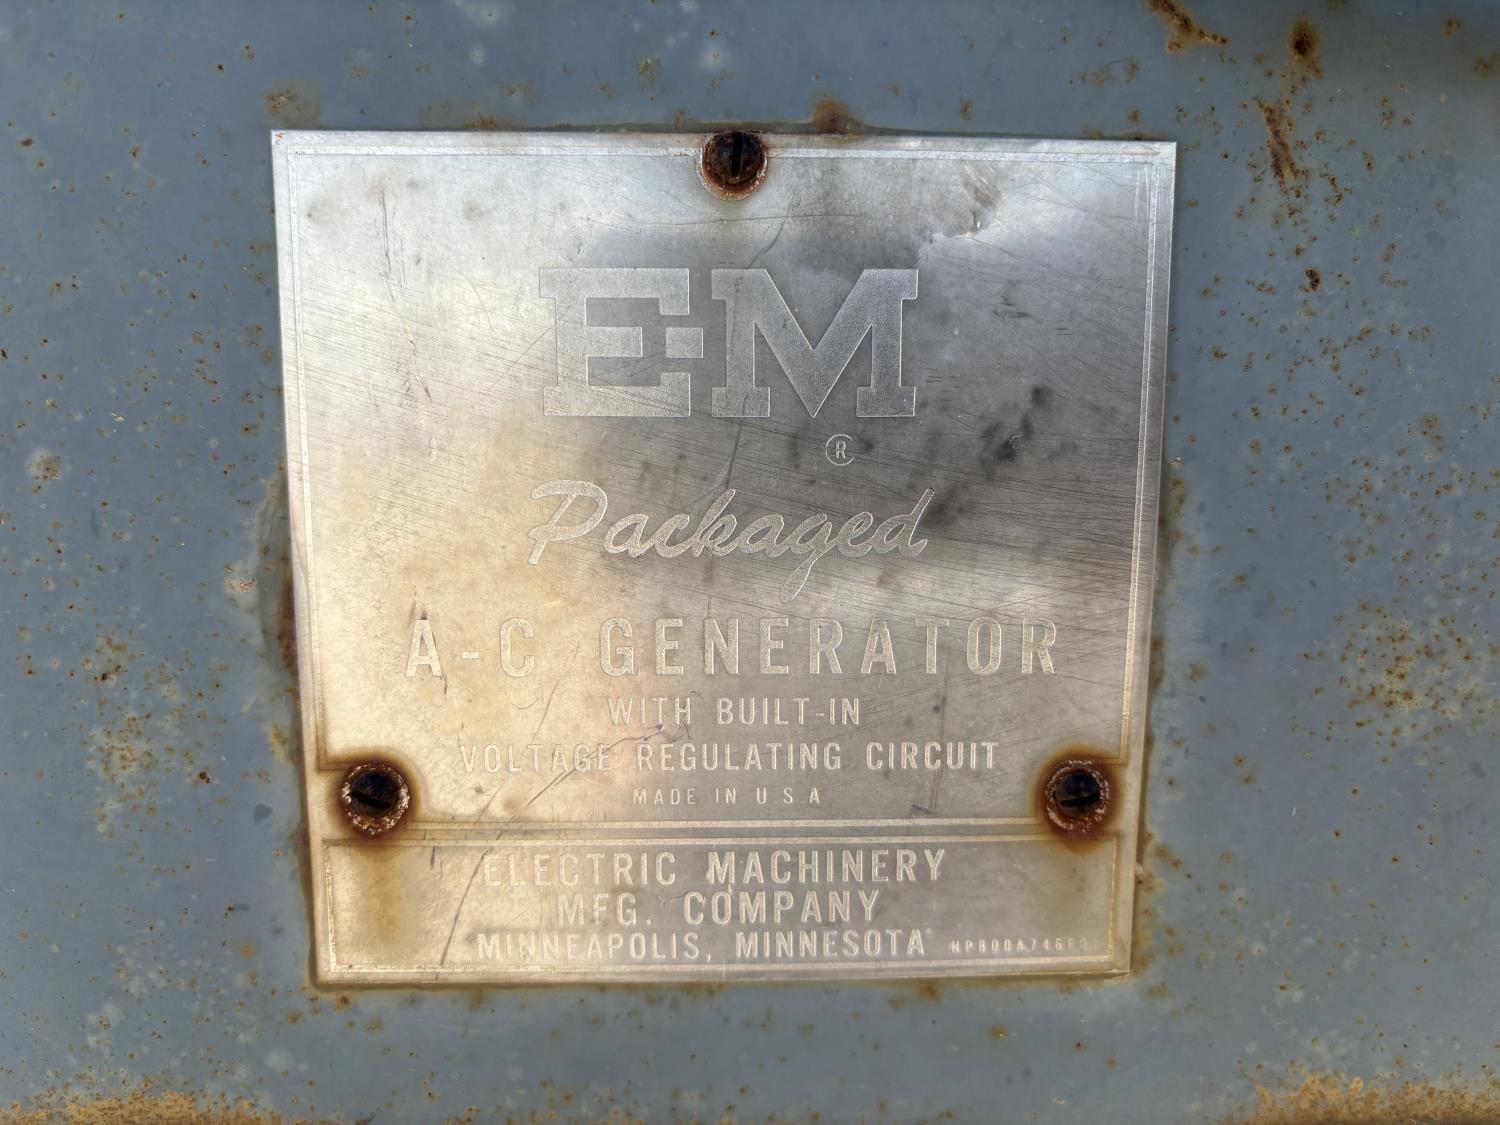 E-M
®
Packaged
A-C GENERATOR
WITH BUILT-IN
VOLTAGE REGULATING CIRCUIT
MADE IN U S A
ELECTRIC MACHINERY
MFG. COMPANY
MINNEAPOLIS, MINNESOTA